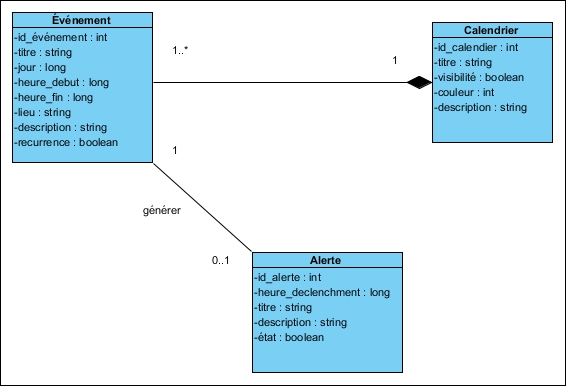 Événement
-id_événement : int
-titre : string
-jour : long
-heure_debut : long
-heure_fin : long
-lieu : string
-description : string
-recurrence : boolean
1..*
1
Calendrier
-id_calendier : int
-titre : string
-visibilité : boolean
-couleur : int
-description : string
1
générer
0..1
Alerte
-id_alerte : int
-heure_declenchment : long
-titre : string
-description : string
-état : boolean